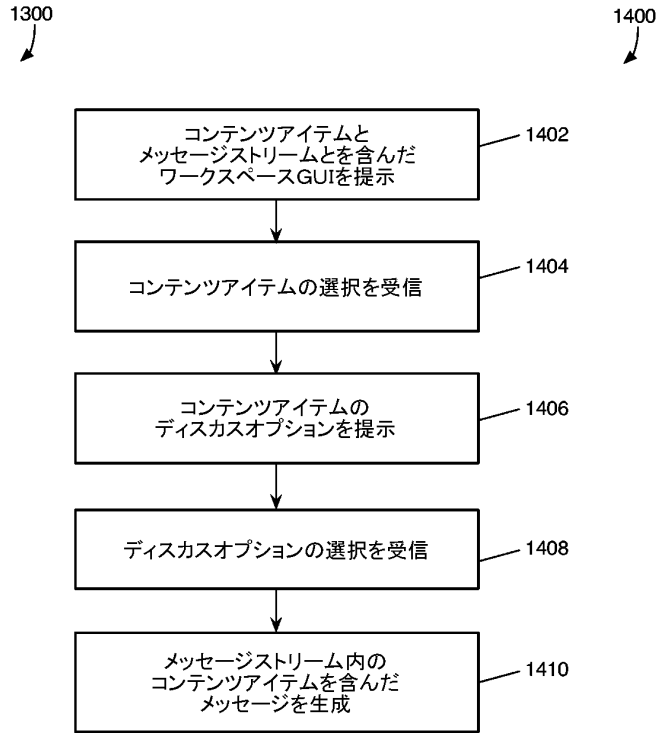 1300
1400
コンテンツアイテムと
メッセージストリームとを含んだ
ワークスペースGUIを提示
1402
コンテンツアイテムの選択を受信
1404
コンテンツアイテムの
ディスカスオプションを提示
1406
ディスカスオプションの選択を受信
1408
メッセージストリーム内の
コンテンツアイテムを含んだ
メッセージを生成
1410